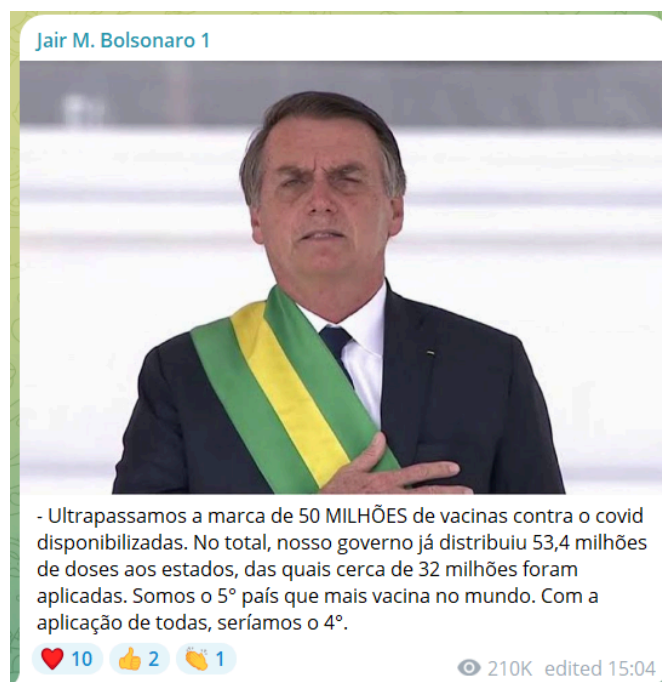 Jair M. Bolsonaro 1
- Ultrapassamos a marca de 50 MILHÕES de vacinas contra o covid
disponibilizadas. No total, nosso governo já distribuiu 53,4 milhões
de doses aos estados, das quais cerca de 32 milhões foram
aplicadas. Somos o 5° país que mais vacina no mundo. Com a
aplicação de todas, seríamos o 4°.
10 2 1
210K edited 15:04